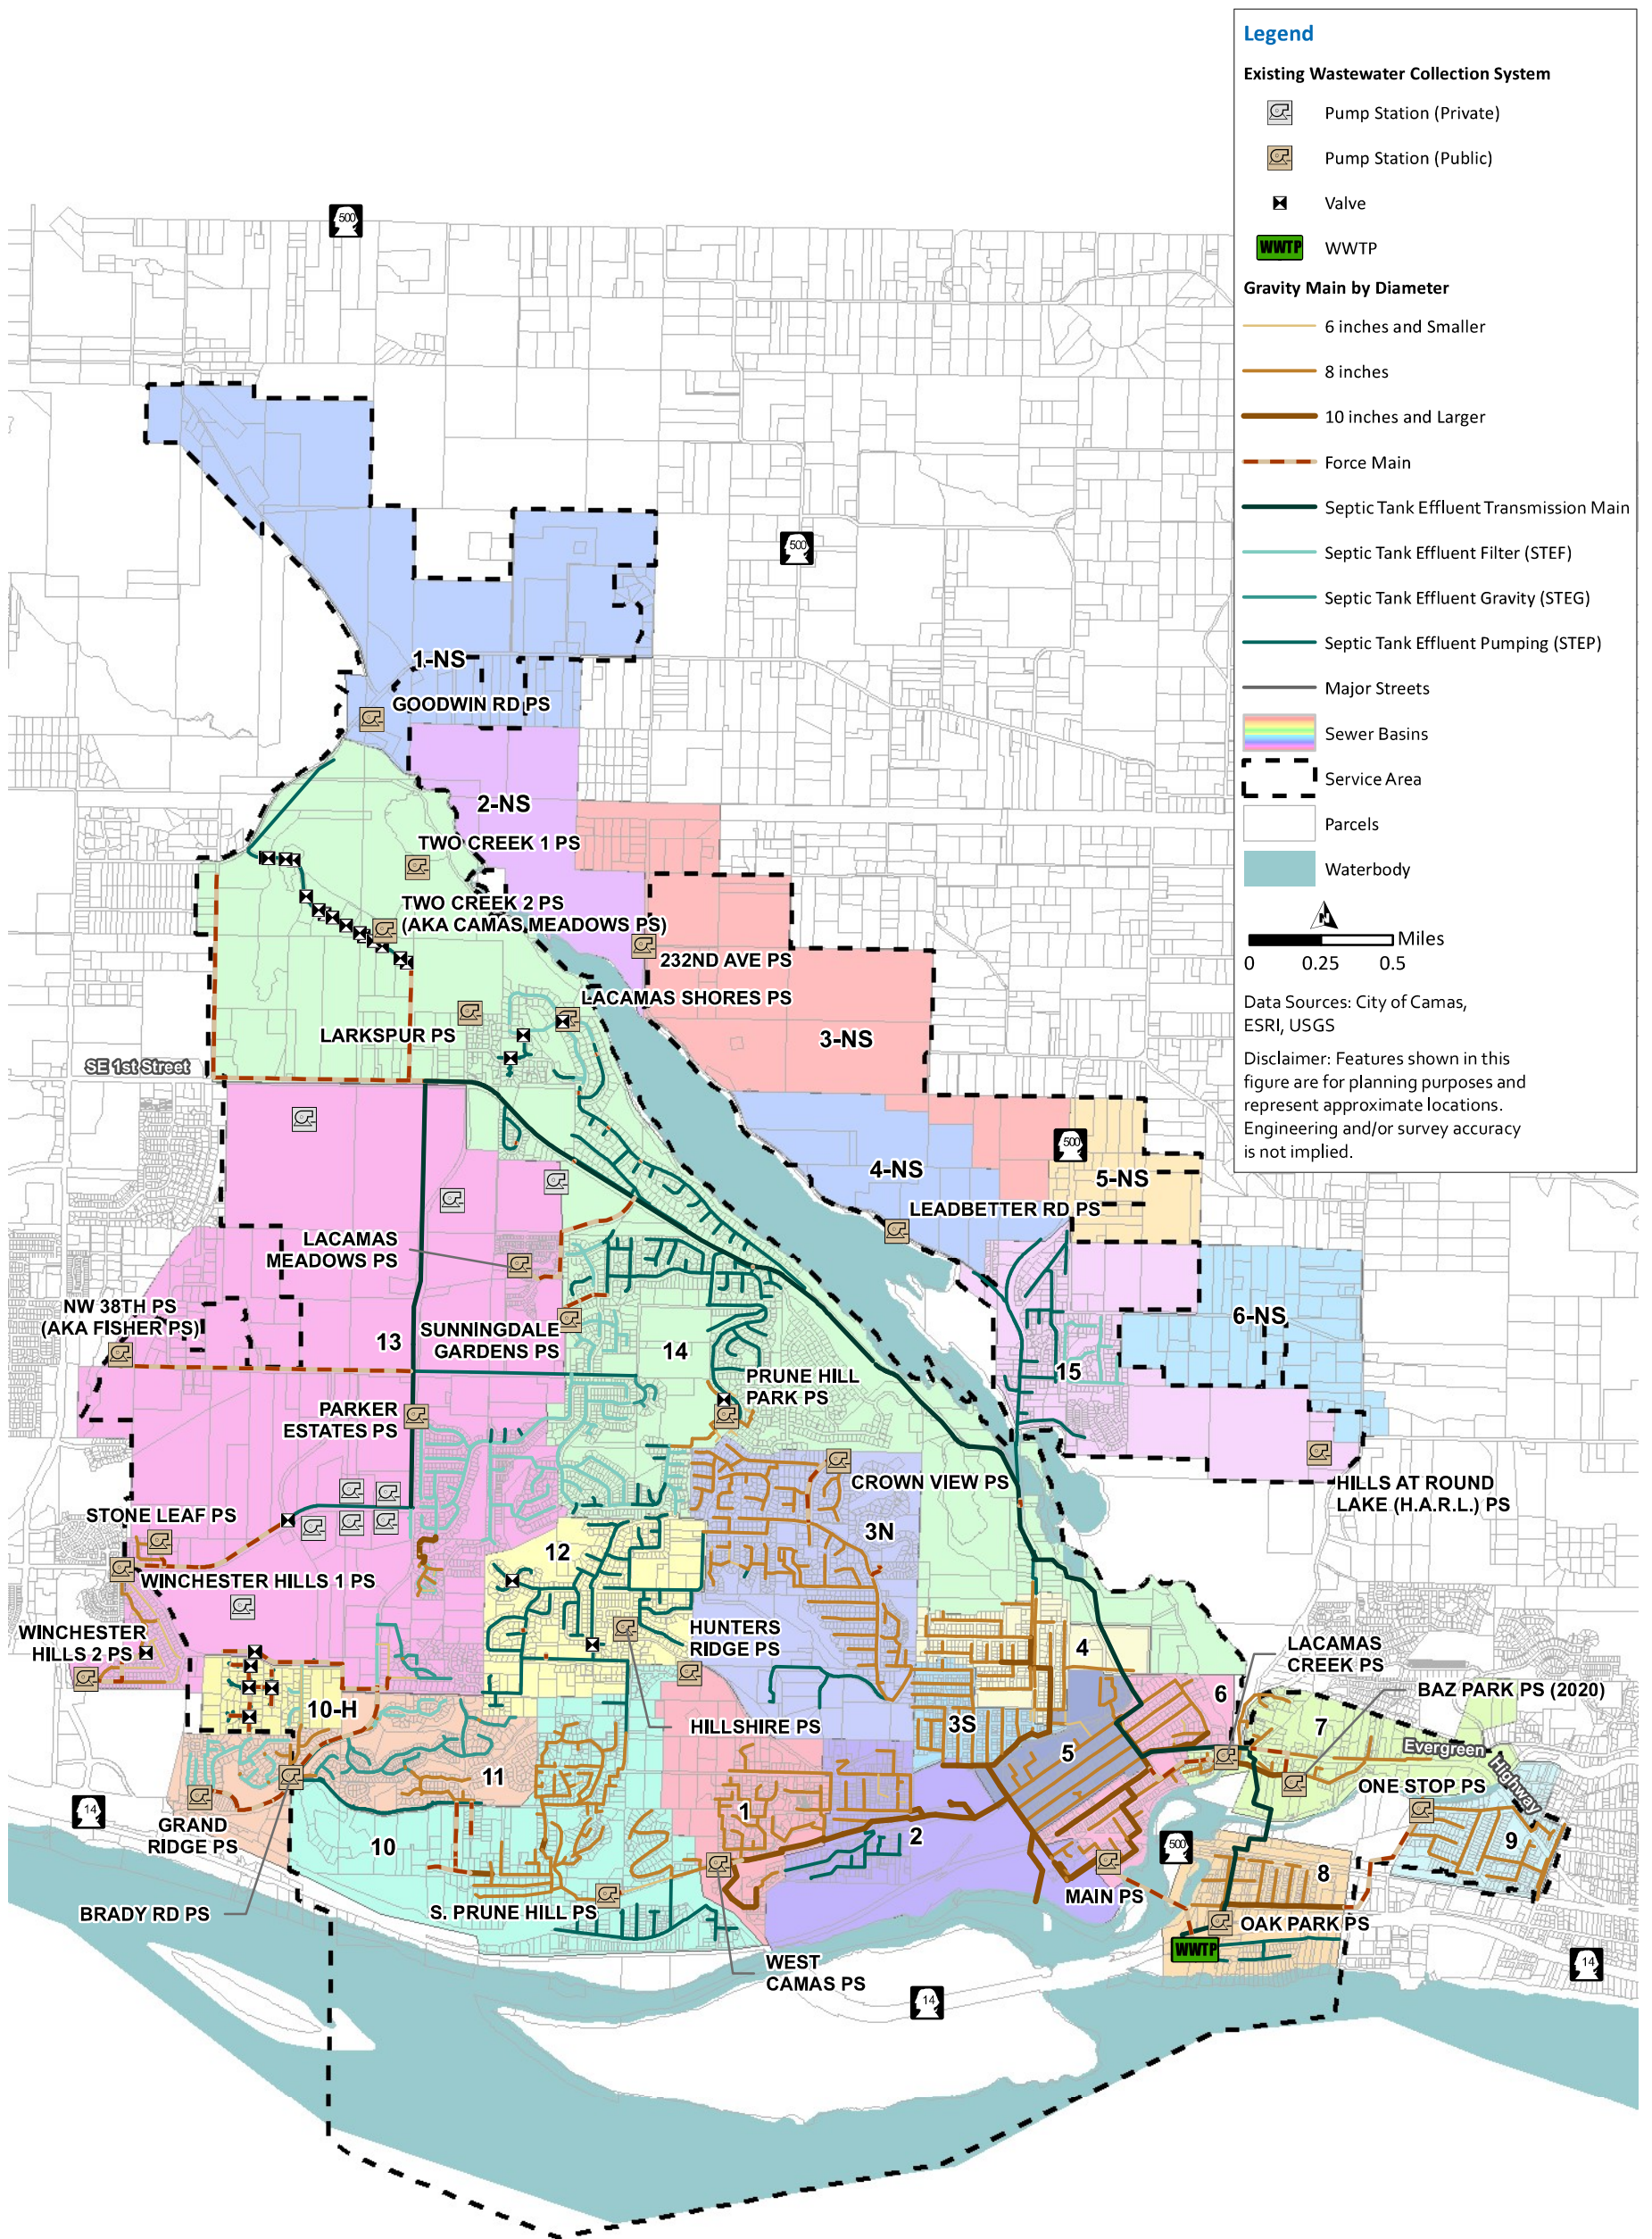 Legend
Existing Wastewater Collection System
Pump Station (Private)
Pump Station (Public)
Valve
WWTP WWTP
Gravity Main by Diameter
6 inches and Smaller
8 inches
10 inches and Larger
Force Main
Septic Tank Effluent Transmission Main
Septic Tank Effluent Filter (STEF)
Septic Tank Effluent Gravity (STEG)
Septic Tank Effluent Pumping (STEP)
Major Streets
Sewer Basins
Service Area
Parcels
Waterbody
N
Miles
0 0.25 0.5
Data Sources: City of Camas,
ESRI, USGS
Disclaimer: Features shown in this
figure are for planning purposes and
represent approximate locations.
Engineering and/or survey accuracy
is not implied.
500
500
1-NS
GOODWIN RD PS
2-NS
TWO CREEK 1 PS
TWO CREEK 2 PS
(AKA CAMAS MEADOWS PS)
232ND AVE PS
LACAMAS SHORES PS
LARKSPUR PS
3-NS
SE 1st Street
500
4-NS
5-NS
LEADBETTER RD PS
LACAMAS
MEADOWS PS
NW 38TH PS
(AKA FISHER PS)
13
SUNNINGDALE
GARDENS PS
14
6-NS
15
PRUNE HILL
PARK PS
PARKER
ESTATES PS
CROWN VIEW PS
HILLS AT ROUND
LAKE (H.A.R.L.) PS
STONE LEAF PS
3N
12
WINCHESTER HILLS 1 PS
WINCHESTER
HILLS 2 PS
HUNTERS
RIDGE PS
4
LACAMAS
CREEK PS
6
BAZ PARK PS (2020)
10-H
HILLSHIRE PS
3S
7
5
Evergreen
Highway
11
ONE STOP PS
14
GRAND
RIDGE PS
10
1
2
500
9
8
BRADY RD PS
S. PRUNE HILL PS
MAIN PS
OAK PARK PS
WWTP
WEST
CAMAS PS
14
14